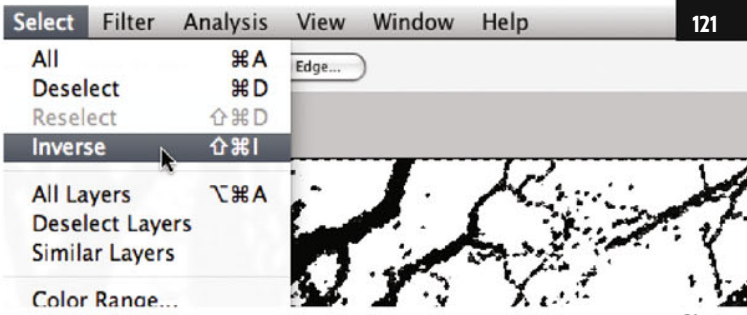 Select Filter Analysis View Window Help 121
All ⌘A
Edge...
Deselect ⌘D
Reselect ⇧⌘D
Inverse ⇧⌘I
All Layers ⌥⌘A
Deselect Layers
Similar Layers
Color Range...